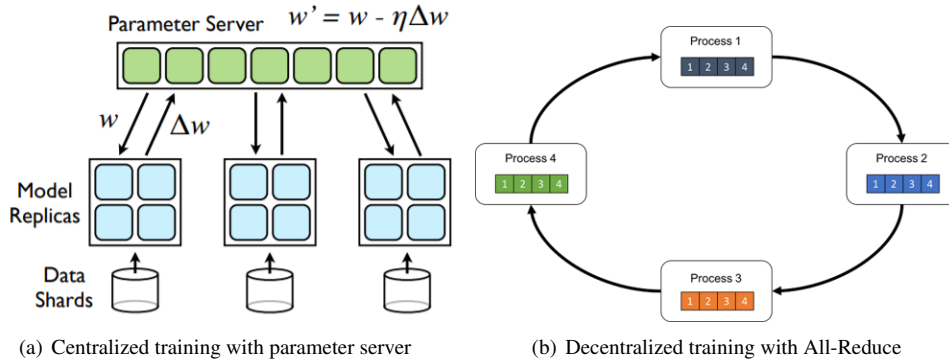 Parameter Server w' = w - ηΔw
w Δw
Model
Replicas
Data
Shards
(a) Centralized training with parameter server
Process 1
1 2 3 4
Process 4
1 2 3 4
Process 2
1 2 3 4
Process 3
1 2 3 4
(b) Decentralized training with All-Reduce